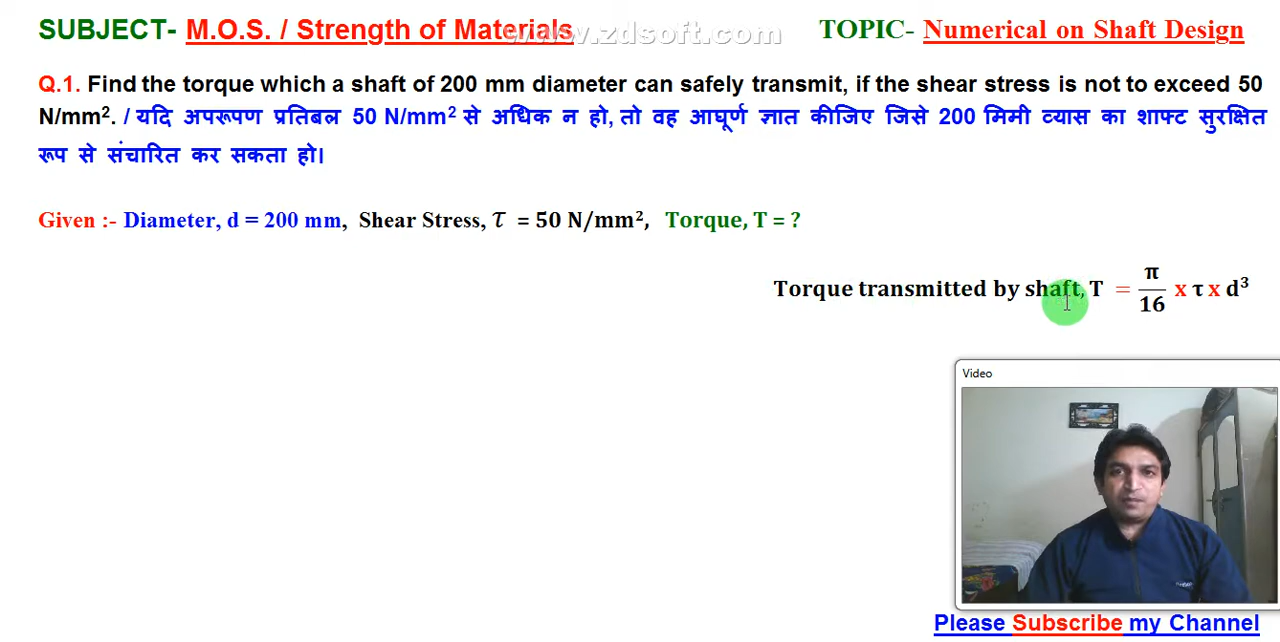 SUBJECT- M.O.S. / Strength of Materials
www.zdsoft.com
TOPIC- Numerical on Shaft Design
Q.1. Find the torque which a shaft of 200 mm diameter can safely transmit, if the shear stress is not to exceed 50
N/mm². / यदि अपरूपण प्रतिबल 50 N/mm² से अधिक न हो, तो वह आघूर्ण ज्ञात कीजिए जिसे 200 मिमी व्यास का शाफ्ट सुरक्षित
रूप से संचारित कर सकता हो।
Given :- Diameter, d = 200 mm, Shear Stress, τ = 50 N/mm², Torque, T = ?
Torque transmitted by shaft, T = π/16 x τ x d³
Video
Please Subscribe my Channel